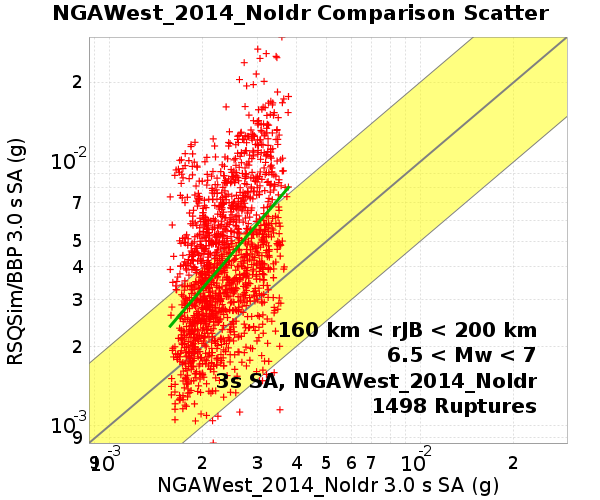 NGAWest_2014_NoIdr Comparison Scatter
RSQSim/BBP 3.0 s SA (g)
2
10-2
7
5
4
3
2
10-3
9
160 km < rJB < 200 km
6.5 < Mw < 7
3s SA, NGAWest_2014_NoIdr
1498 Ruptures
9 10-3 2 3 4 5 6 7 10-2 2
NGAWest_2014_NoIdr 3.0 s SA (g)